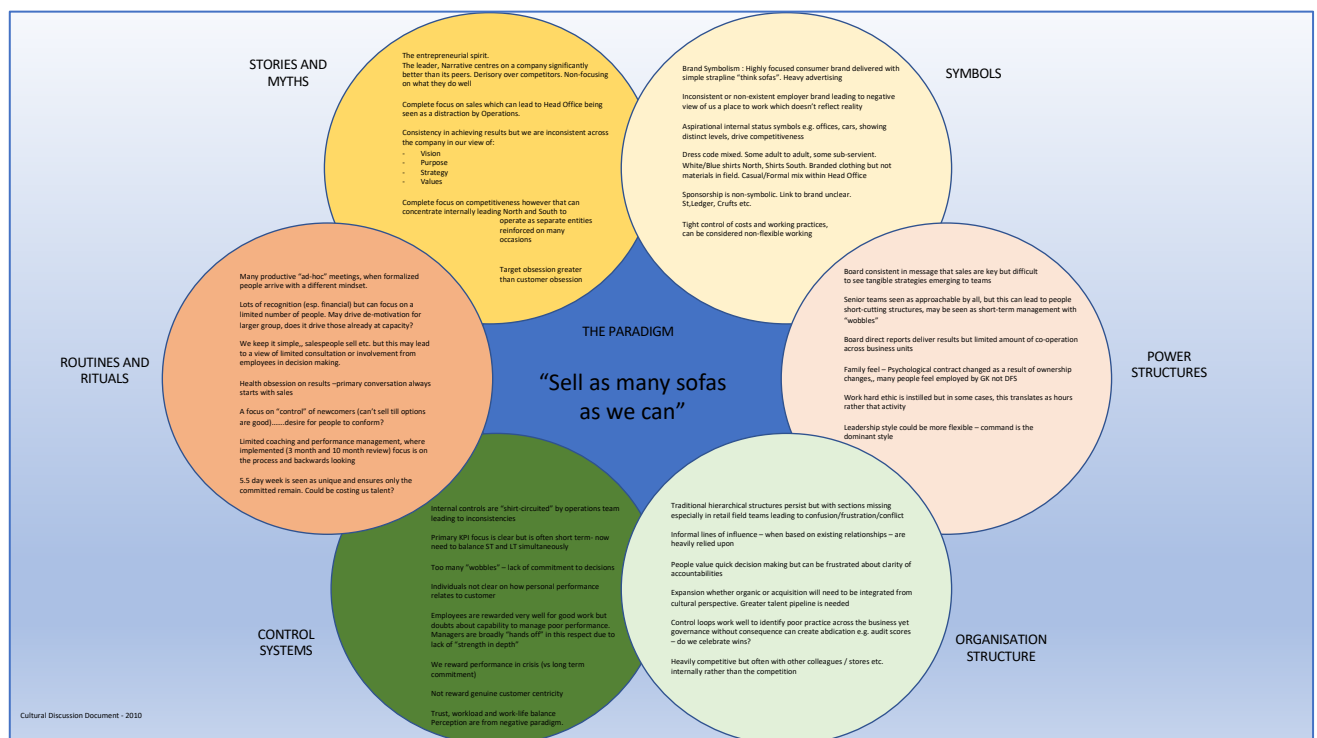 STORIES AND
MYTHS
The entrepreneurial spirit.
The leader, Narrative centres on a company significantly
better than its peers. Derisory over competitors. Non-focusing
on what they do well
Complete focus on sales which can lead to Head Office being
seen as a distraction by Operations.
Consistency in achieving results but we are inconsistent across
the company in our view of:
- Vision
- Purpose
- Strategy
- Values
Complete focus on competitiveness however that can
concentrate internally leading North and South to
operate as separate entities
reinforced on many
occasions
Target obsession greater
than customer obsession
SYMBOLS
Brand Symbolism : Highly focused consumer brand delivered with
simple strapline “think sofas”. Heavy advertising
Inconsistent or non-existent employer brand leading to negative
view of us a place to work which doesn’t reflect reality
Aspirational internal status symbols e.g. offices, cars, showing
distinct levels, drive competitiveness
Dress code mixed. Some adult to adult, some sub-servient.
White/Blue shirts North, Shirts South. Branded clothing but not
materials in field. Casual/Formal mix within Head Office
Sponsorship is non-symbolic. Link to brand unclear.
St,Ledger, Crufts etc.
Tight control of costs and working practices,
can be considered non-flexible working
ROUTINES AND
RITUALS
Many productive “ad-hoc” meetings, when formalized
people arrive with a different mindset.
Lots of recognition (esp. financial) but can focus on a
limited number of people. May drive de-motivation for
larger group, does it drive those already at capacity?
We keep it simple,, salespeople sell etc. but this may lead
to a view of limited consultation or involvement from
employees in decision making.
Health obsession on results –primary conversation always
starts with sales
A focus on “control” of newcomers (can’t sell till options
are good)……desire for people to conform?
Limited coaching and performance management, where
implemented (3 month and 10 month review) focus is on
the process and backwards looking
5.5 day week is seen as unique and ensures only the
committed remain. Could be costing us talent?
THE PARADIGM
“Sell as many sofas
as we can”
POWER
STRUCTURES
Board consistent in message that sales are key but difficult
to see tangible strategies emerging to teams
Senior teams seen as approachable by all, but this can lead to people
short-cutting structures, may be seen as short-term management with
“wobbles”
Board direct reports deliver results but limited amount of co-operation
across business units
Family feel – Psychological contract changed as a result of ownership
changes,, many people feel employed by GK not DFS
Work hard ethic is instilled but in some cases, this translates as hours
rather that activity
Leadership style could be more flexible – command is the
dominant style
CONTROL
SYSTEMS
Internal controls are “shirt-circuited” by operations team
leading to inconsistencies
Primary KPI focus is clear but is often short term- now
need to balance ST and LT simultaneously
Too many “wobbles” – lack of commitment to decisions
Individuals not clear on how personal performance
relates to customer
Employees are rewarded very well for good work but
doubts about capability to manage poor performance.
Managers are broadly “hands off” in this respect due to
lack of “strength in depth”
We reward performance in crisis (vs long term
commitment)
Not reward genuine customer centricity
Trust, workload and work-life balance
Perception are from negative paradigm.
ORGANISATION
STRUCTURE
Traditional hierarchical structures persist but with sections missing
especially in retail field teams leading to confusion/frustration/conflict
Informal lines of influence – when based on existing relationships – are
heavily relied upon
People value quick decision making but can be frustrated about clarity of
accountabilities
Expansion whether organic or acquisition will need to be integrated from
cultural perspective. Greater talent pipeline is needed
Control loops work well to identify poor practice across the business yet
governance without consequence can create abdication e.g. audit scores
– do we celebrate wins?
Heavily competitive but often with other colleagues / stores etc.
internally rather than the competition
Cultural Discussion Document - 2010